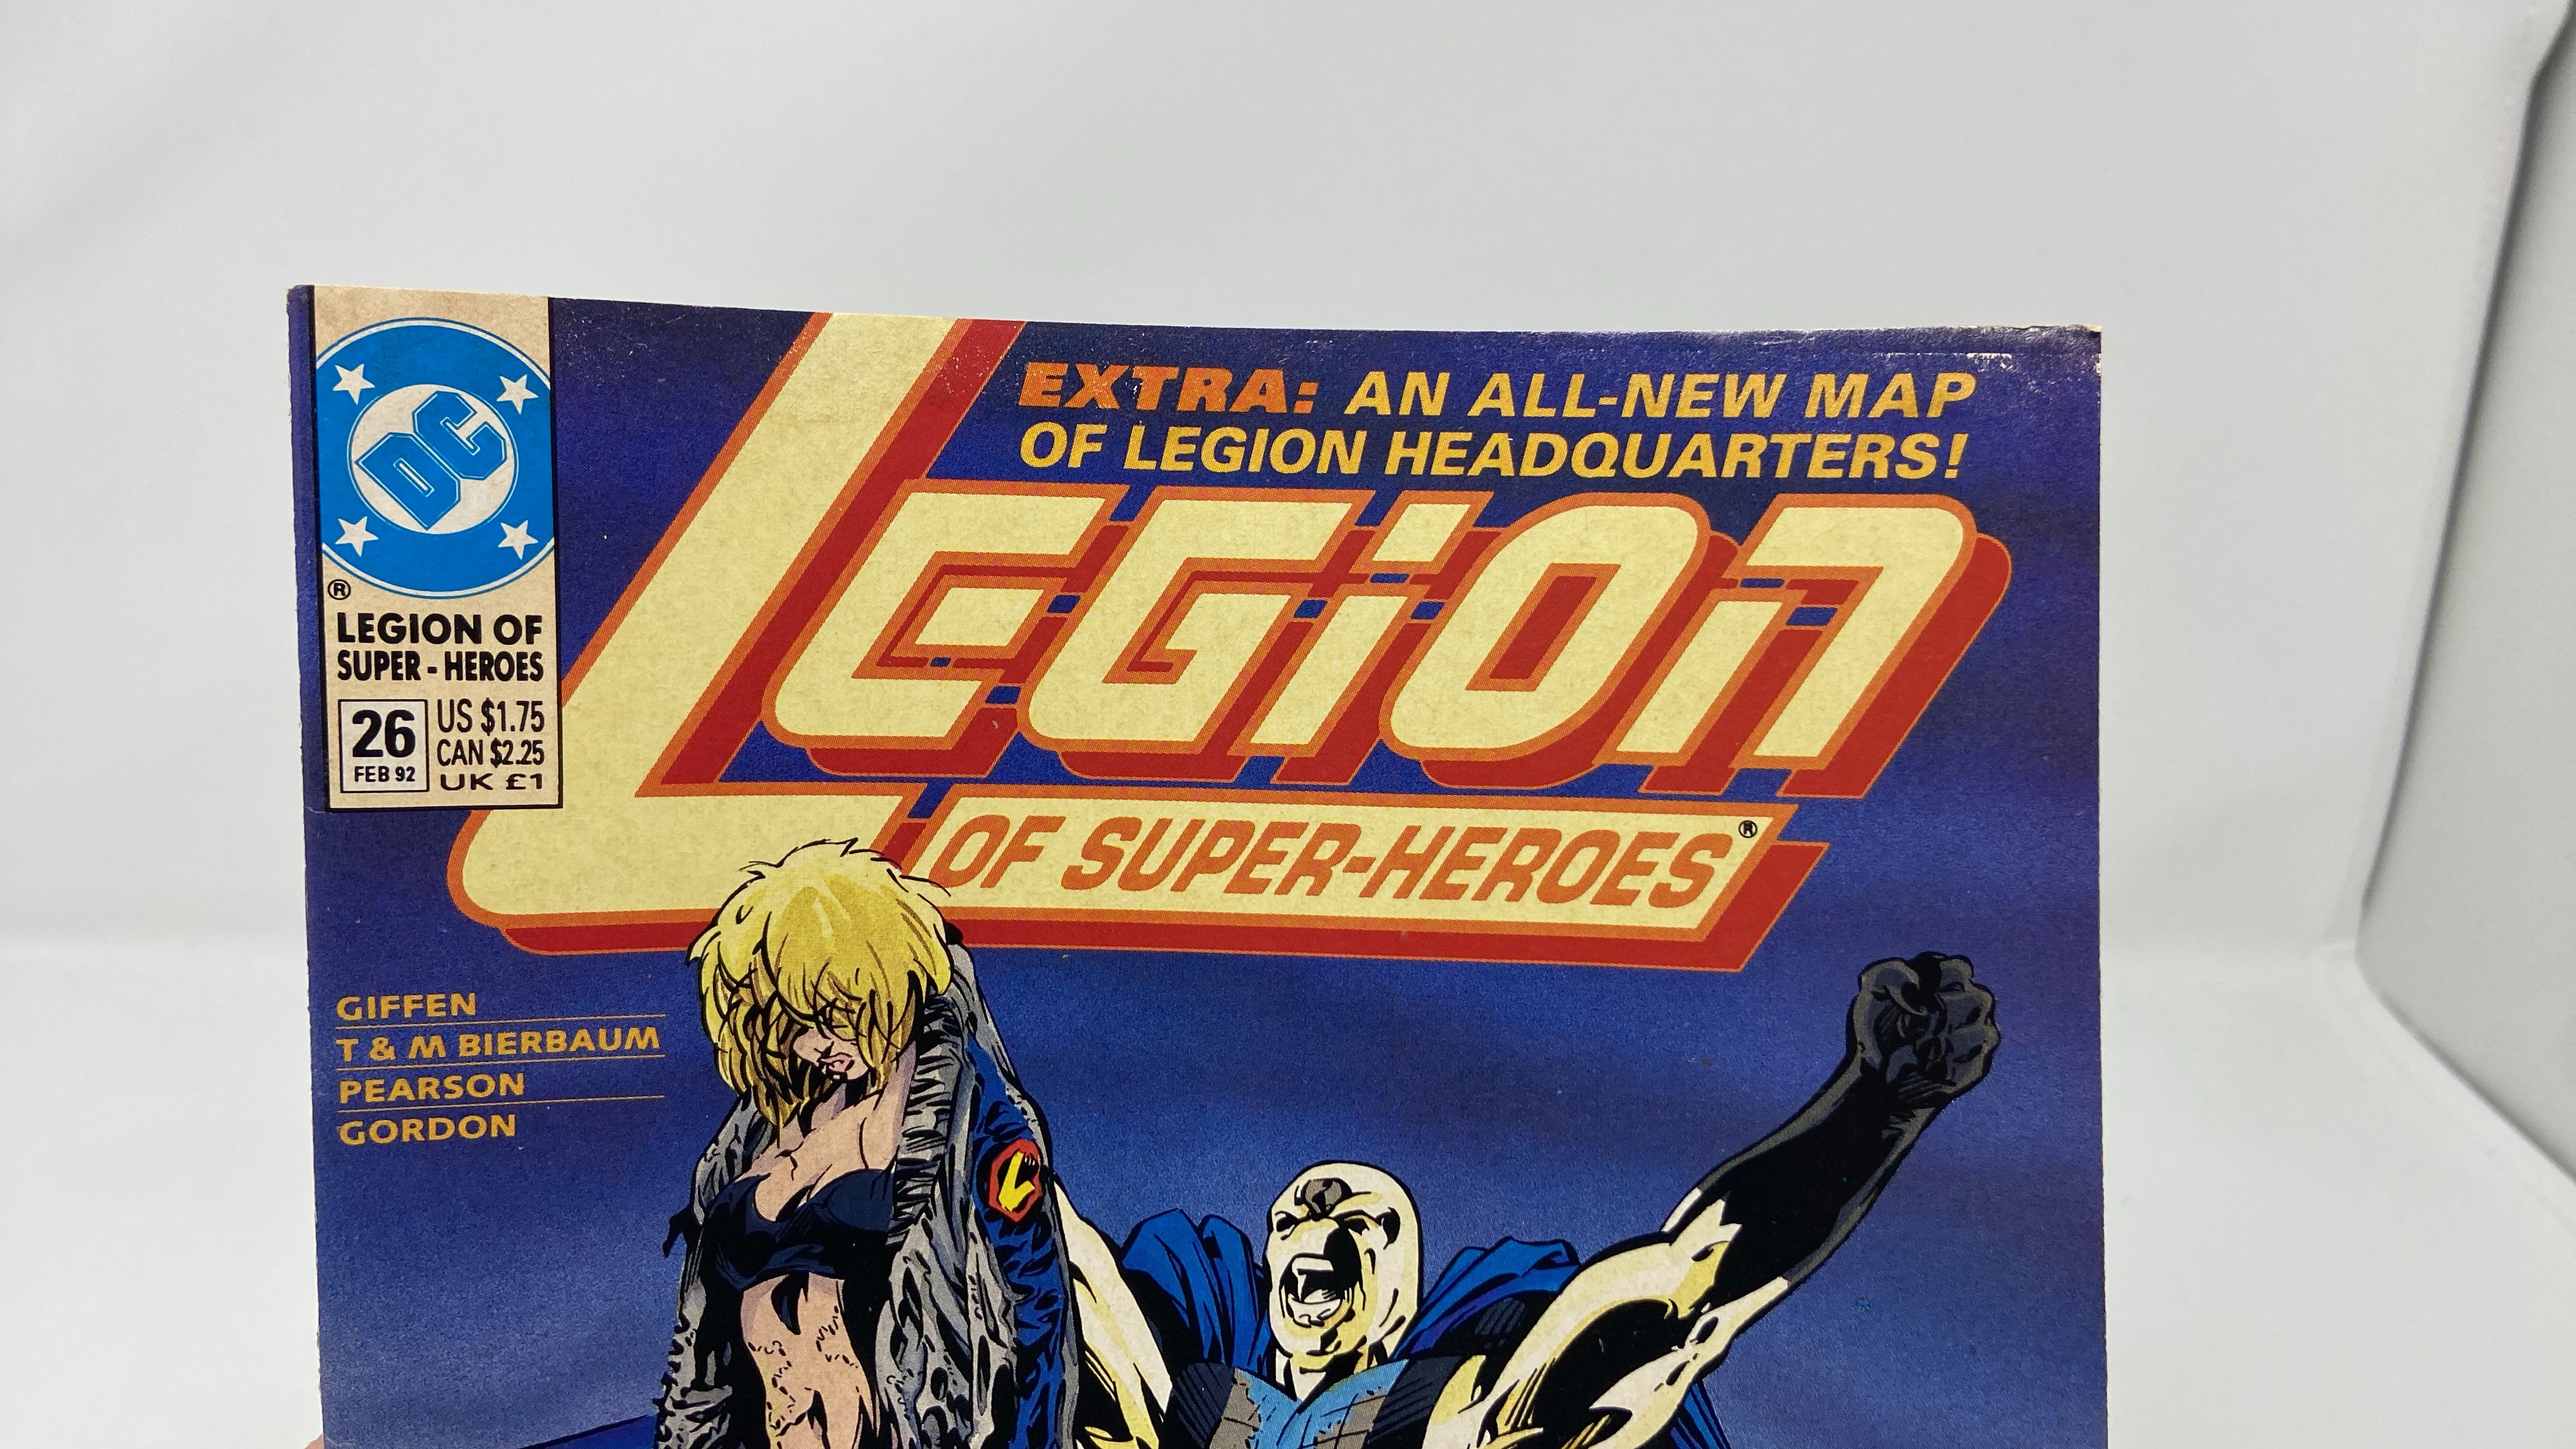 DC
®
LEGION OF
SUPER-HEROES
26
FEB 92
US $1.75
CAN $2.25
UK £1
EXTRA: AN ALL-NEW MAP
OF LEGION HEADQUARTERS!
LEGiOn
OF SUPER-HEROES®
GIFFEN
T & M BIERBAUM
PEARSON
GORDON
L